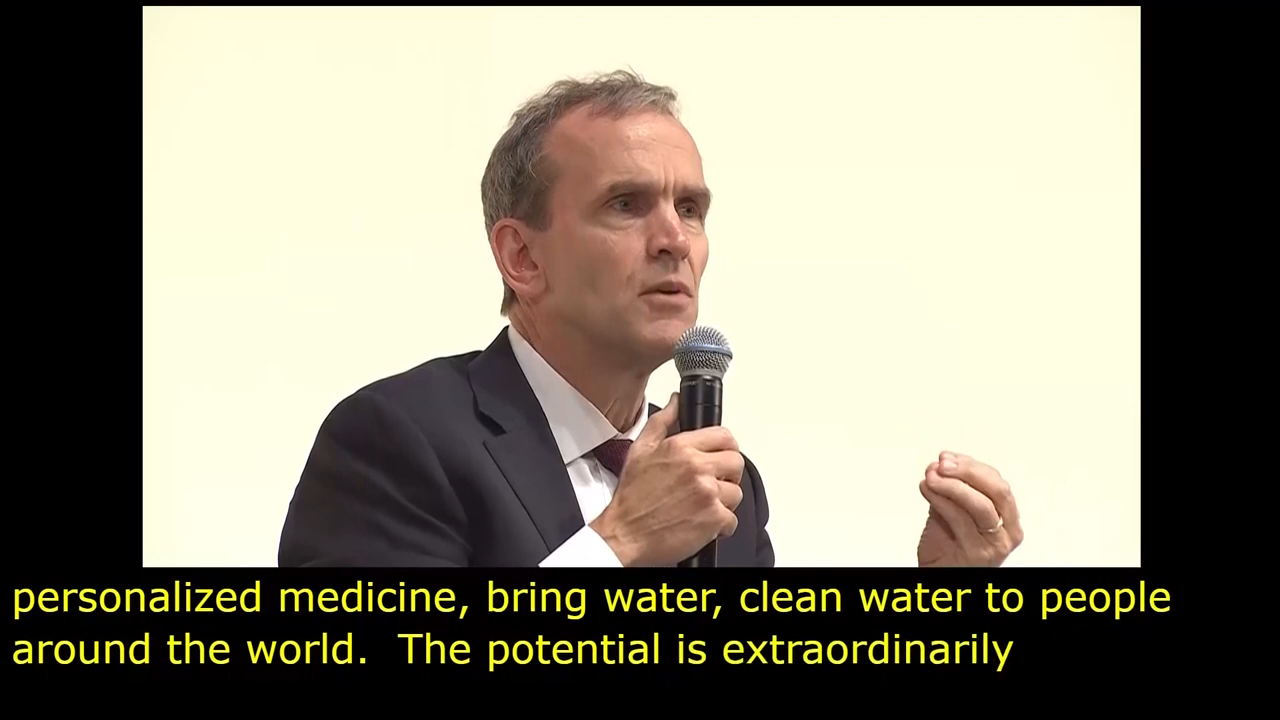 personalized medicine, bring water, clean water to people
around the world.  The potential is extraordinarily